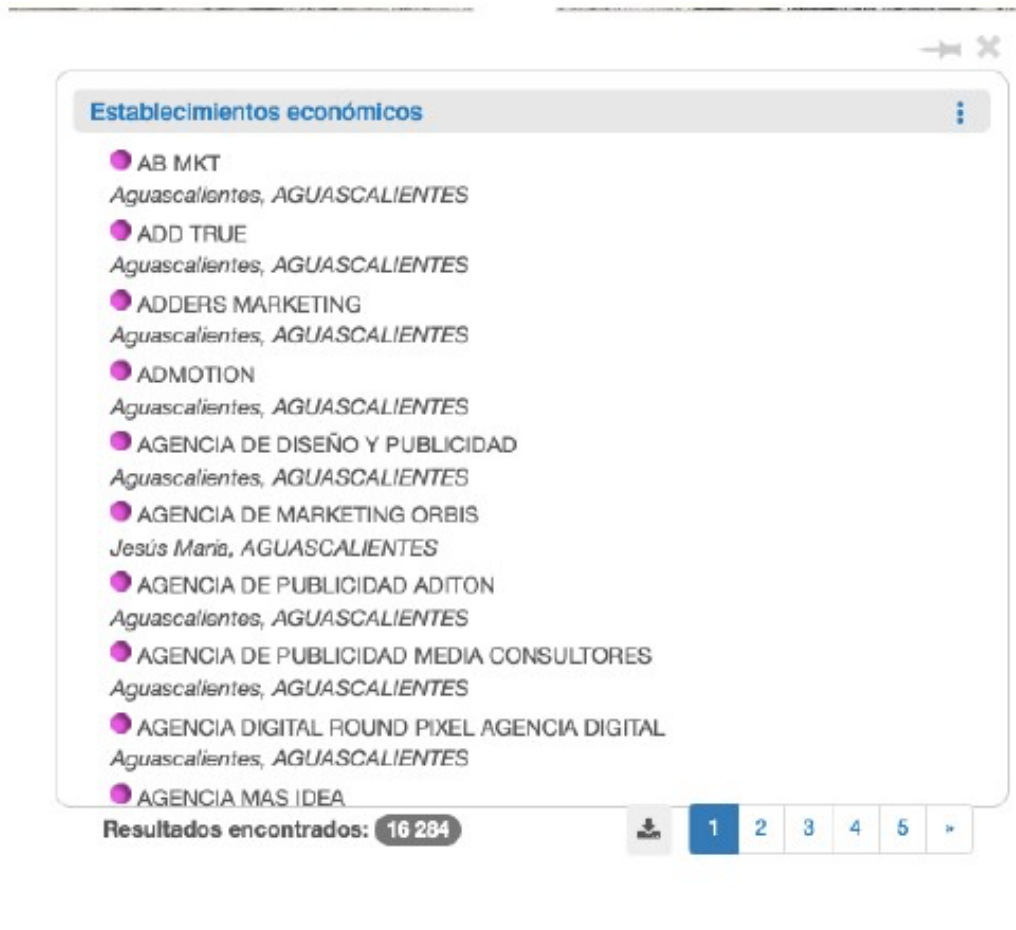 Establecimientos económicos
AB MKT
Aguascalientes, AGUASCALIENTES
ADD TRUE
Aguascalientes, AGUASCALIENTES
ADDERS MARKETING
Aguascalientes, AGUASCALIENTES
ADMOTION
Aguascalientes, AGUASCALIENTES
AGENCIA DE DISEÑO Y PUBLICIDAD
Aguascalientes, AGUASCALIENTES
AGENCIA DE MARKETING ORBIS
Jesús María, AGUASCALIENTES
AGENCIA DE PUBLICIDAD ADITON
Aguascalientes, AGUASCALIENTES
AGENCIA DE PUBLICIDAD MEDIA CONSULTORES
Aguascalientes, AGUASCALIENTES
AGENCIA DIGITAL ROUND PIXEL AGENCIA DIGITAL
Aguascalientes, AGUASCALIENTES
AGENCIA MAS IDEA
Resultados encontrados: 16 284 1 2 3 4 5 »